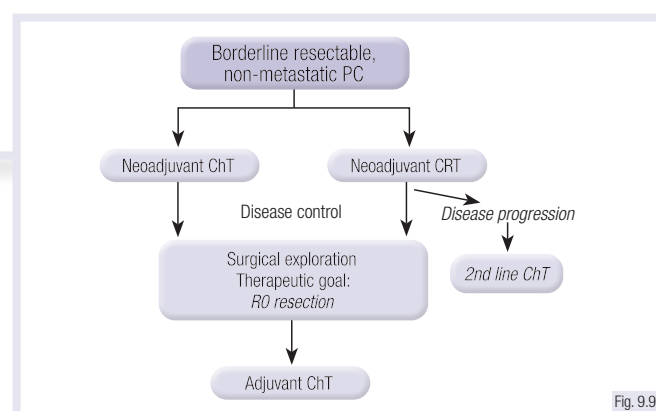 Borderline resectable,
non-metastatic PC
Neoadjuvant ChT
Neoadjuvant CRT
Disease control
Disease progression
Surgical exploration
Therapeutic goal:
R0 resection
2nd line ChT
Adjuvant ChT
Fig. 9.9